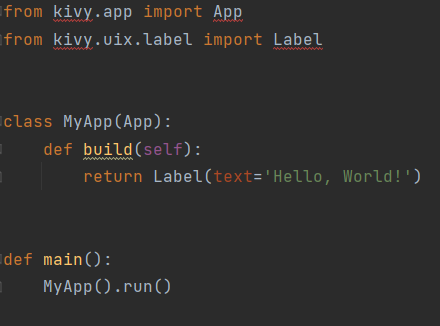 from kivy.app import App
from kivy.uix.label import Label
class MyApp(App):
    def build(self):
        return Label(text='Hello, World!')
def main():
    MyApp().run()